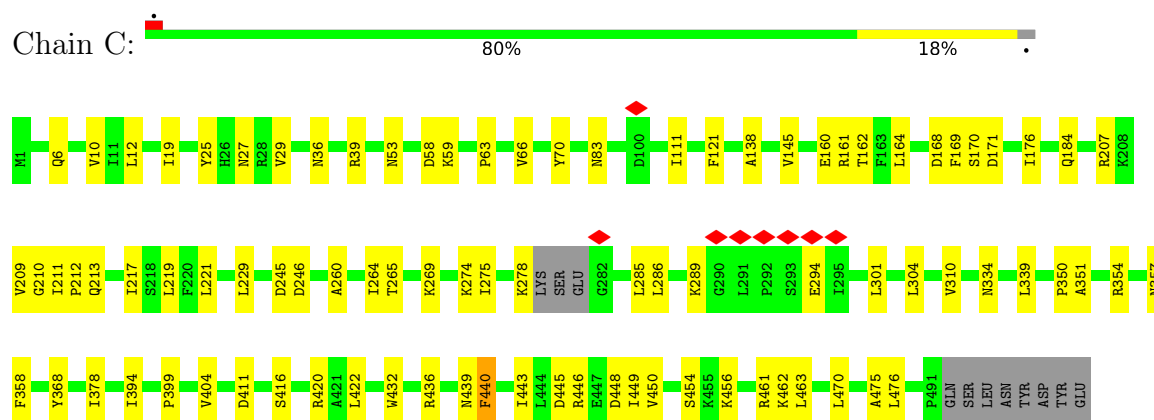 Chain C:
80%
18%
M1 Q6 V10 I11 L12 I19 Y25 H26 N27 R28 V29 N36 R39 N53 D58 K59 P63 V66 Y70 N83 D100 I111 F121 A138 V145 E160 R161 T162 F163 L164 D168 F169 S170 D171 I176 Q184 R207 K208
V209 G210 I211 P212 Q213 I217 S218 L219 F220 L221 L229 D245 D246 A260 I264 T265 K269 K274 I275 K278 LYS SER GLU G282 L285 L286 K289 G290 L291 P292 S293 E294 I295 L301 L304 V310 N334 L339 P350 A351 R354
F358 Y368 I378 I394 P399 V404 D411 S416 R420 A421 L422 W432 R436 N439 F440 I443 L444 D445 R446 E447 D448 I449 V450 S454 K455 K456 R461 K462 L463 L470 A475 L476 P491 GLN SER LEU ASN TYR ASP TYR GLU